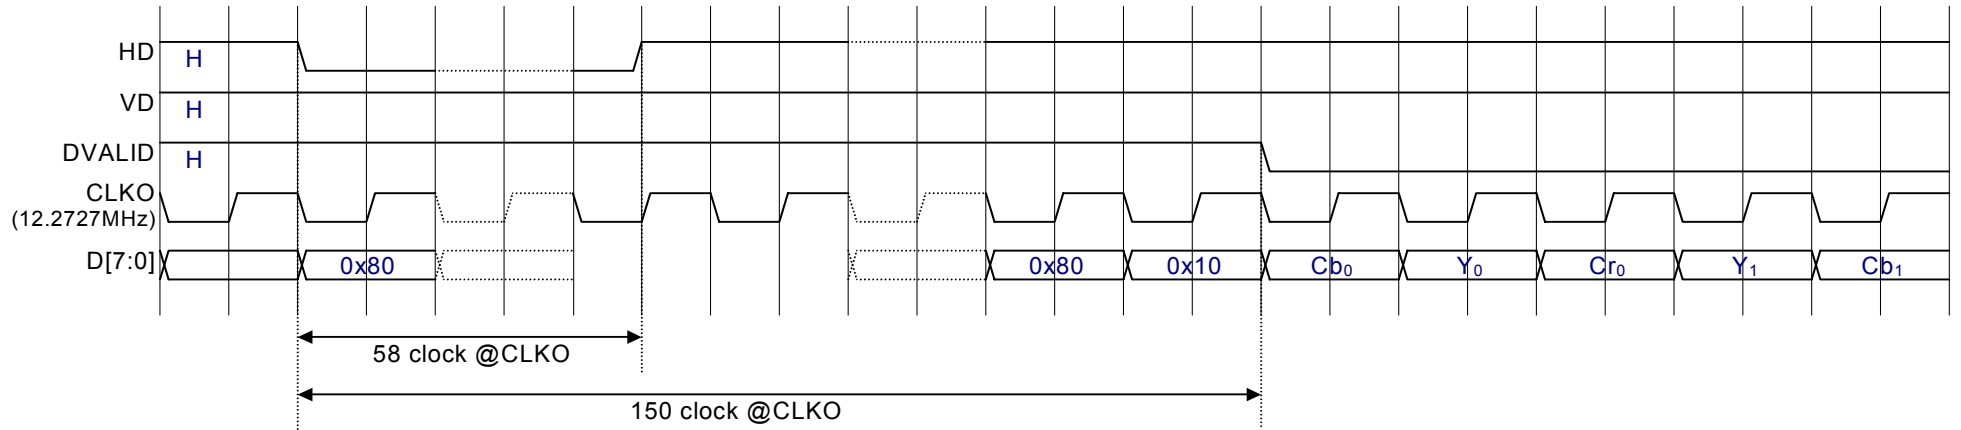 HD H
VD H
DVALID H
CLKO
(12.2727MHz)
D[7:0] 0x80 0x80 0x10 Cb0 Y0 Cr0 Y1 Cb1
58 clock @CLKO
150 clock @CLKO